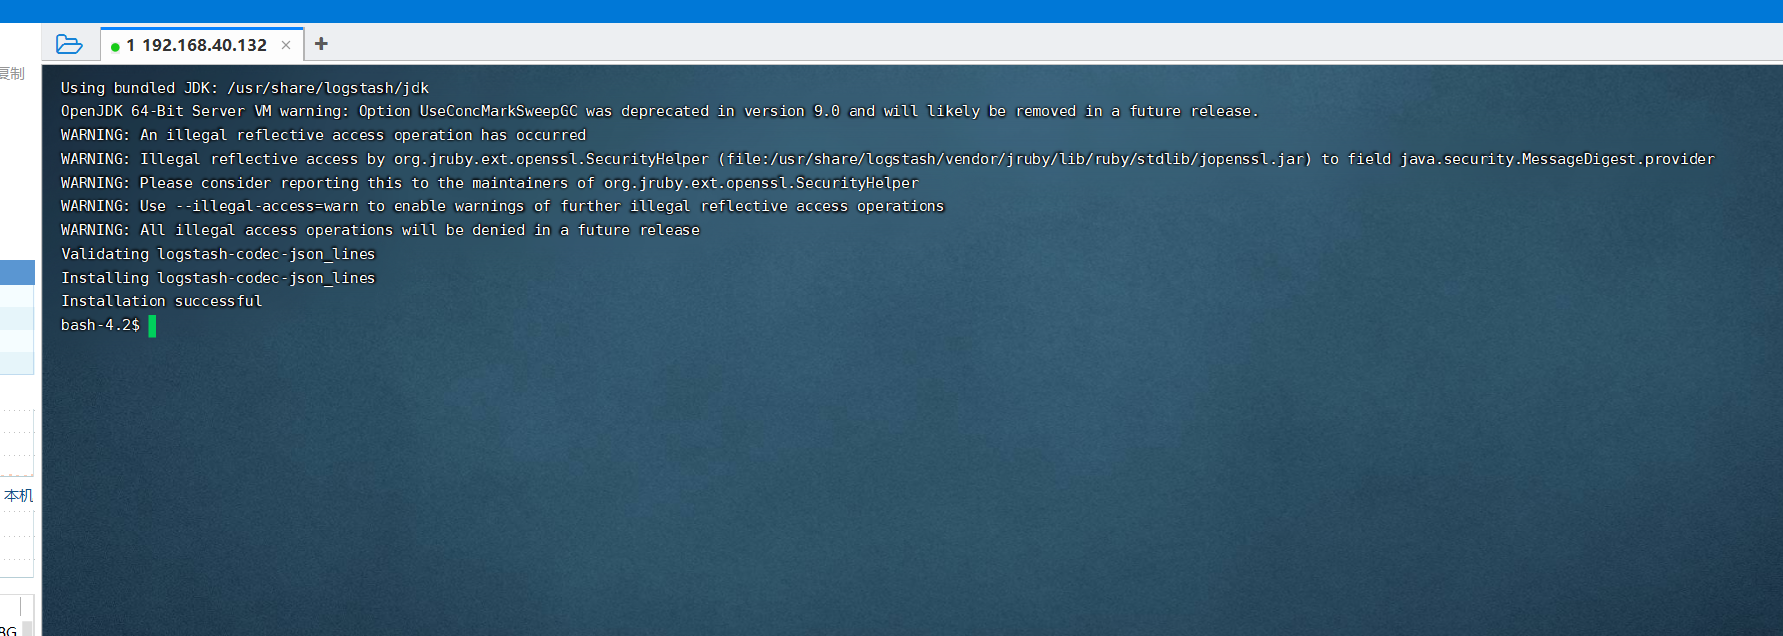 1 192.168.40.132 × +
复制
Using bundled JDK: /usr/share/logstash/jdk
OpenJDK 64-Bit Server VM warning: Option UseConcMarkSweepGC was deprecated in version 9.0 and will likely be removed in a future release.
WARNING: An illegal reflective access operation has occurred
WARNING: Illegal reflective access by org.jruby.ext.openssl.SecurityHelper (file:/usr/share/logstash/vendor/jruby/lib/ruby/stdlib/jopenssl.jar) to field java.security.MessageDigest.provider
WARNING: Please consider reporting this to the maintainers of org.jruby.ext.openssl.SecurityHelper
WARNING: Use --illegal-access=warn to enable warnings of further illegal reflective access operations
WARNING: All illegal access operations will be denied in a future release
Validating logstash-codec-json_lines
Installing logstash-codec-json_lines
Installation successful
bash-4.2$
本机